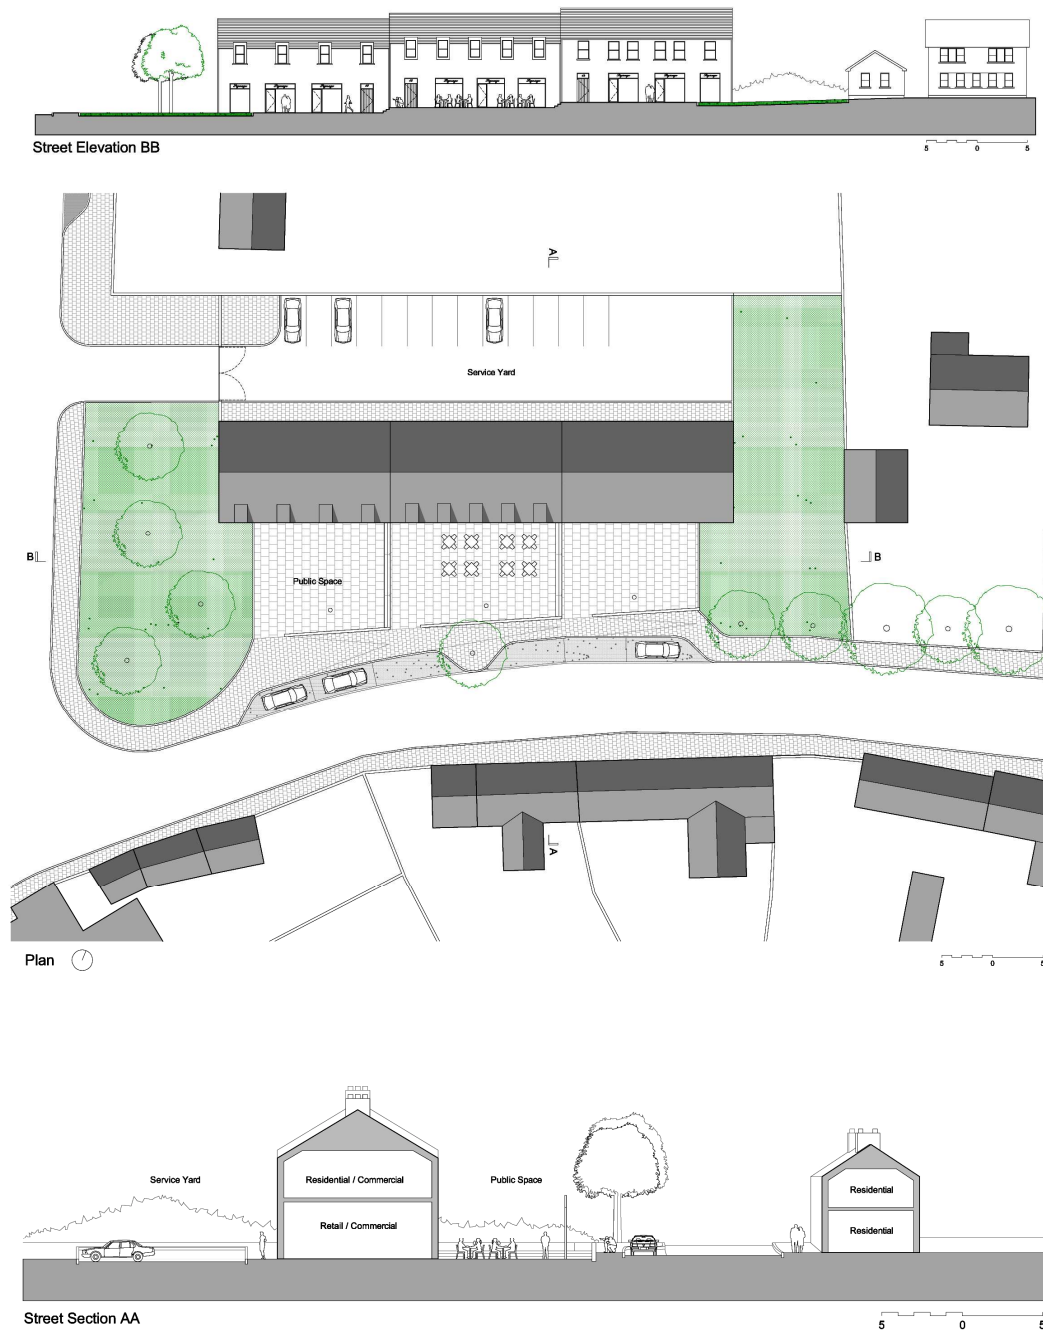 Street Elevation BB
5 0 5
A
Service Yard
B
B
Public Space
A
Plan
5 0 5
Service Yard
Residential / Commercial
Public Space
Residential
Retail / Commercial
Residential
Street Section AA
5 0 5